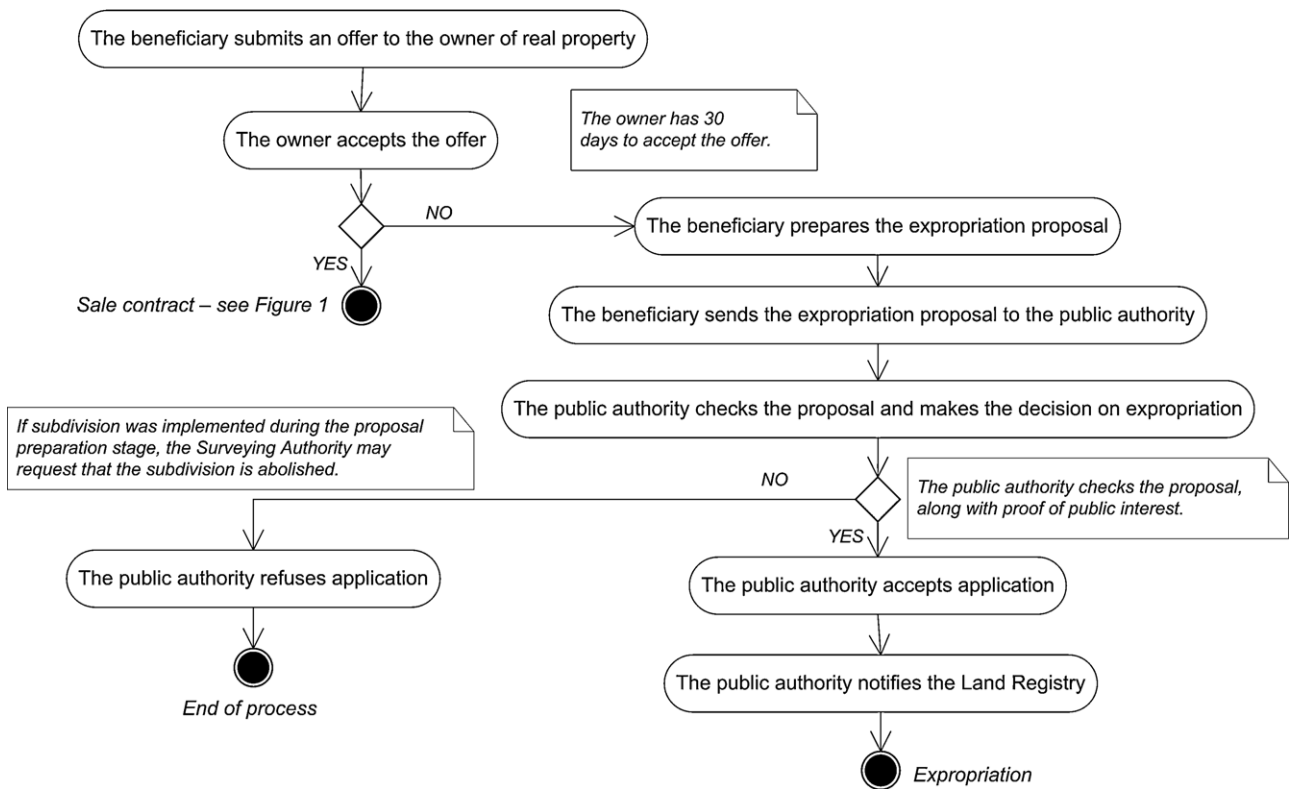 The beneficiary submits an offer to the owner of real property
The owner accepts the offer
The owner has 30
days to accept the offer.
NO
The beneficiary prepares the expropriation proposal
YES
Sale contract – see Figure 1
The beneficiary sends the expropriation proposal to the public authority
The public authority checks the proposal and makes the decision on expropriation
If subdivision was implemented during the proposal
preparation stage, the Surveying Authority may
request that the subdivision is abolished.
NO
The public authority checks the proposal,
along with proof of public interest.
YES
The public authority refuses application
The public authority accepts application
The public authority notifies the Land Registry
End of process
Expropriation